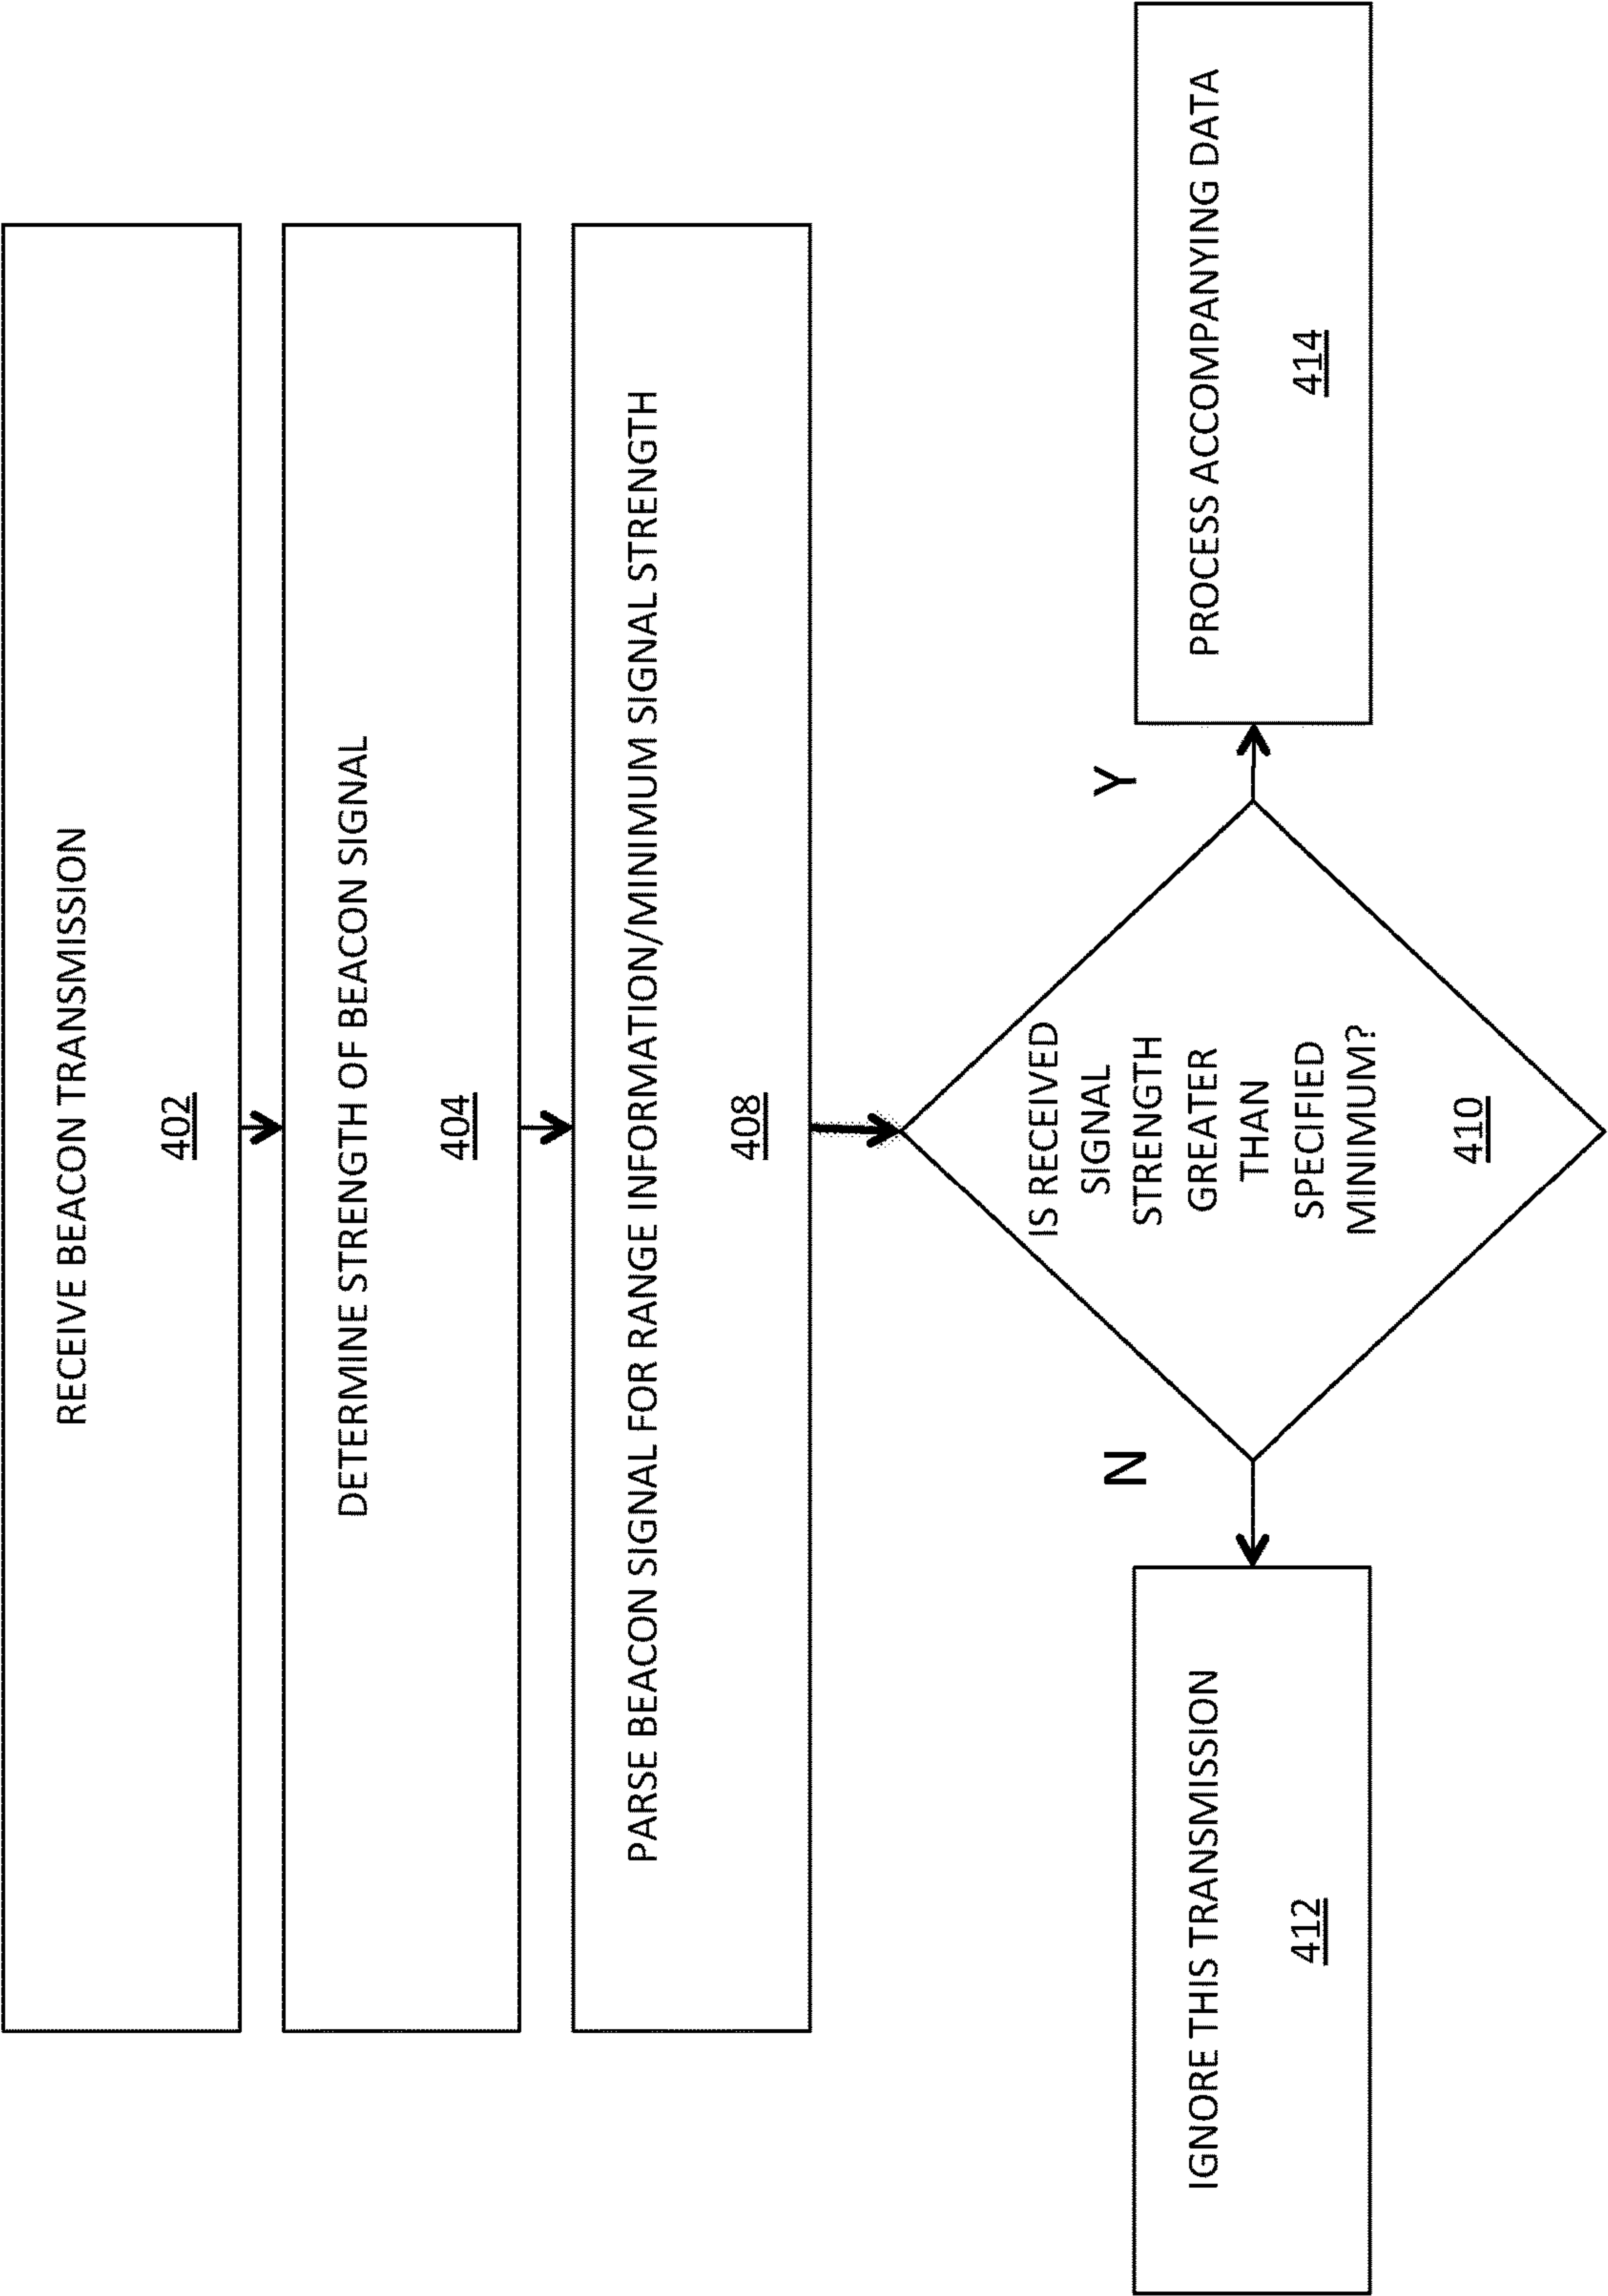 RECEIVE BEACON TRANSMISSION
402
DETERMINE STRENGTH OF BEACON SIGNAL
404
PARSE BEACON SIGNAL FOR RANGE INFORMATION/MINIMUM SIGNAL STRENGTH
408
IS RECEIVED
SIGNAL
STRENGTH
GREATER
THAN
SPECIFIED
MINIMUM?
410
N
Y
IGNORE THIS TRANSMISSION
412
PROCESS ACCOMPANYING DATA
414